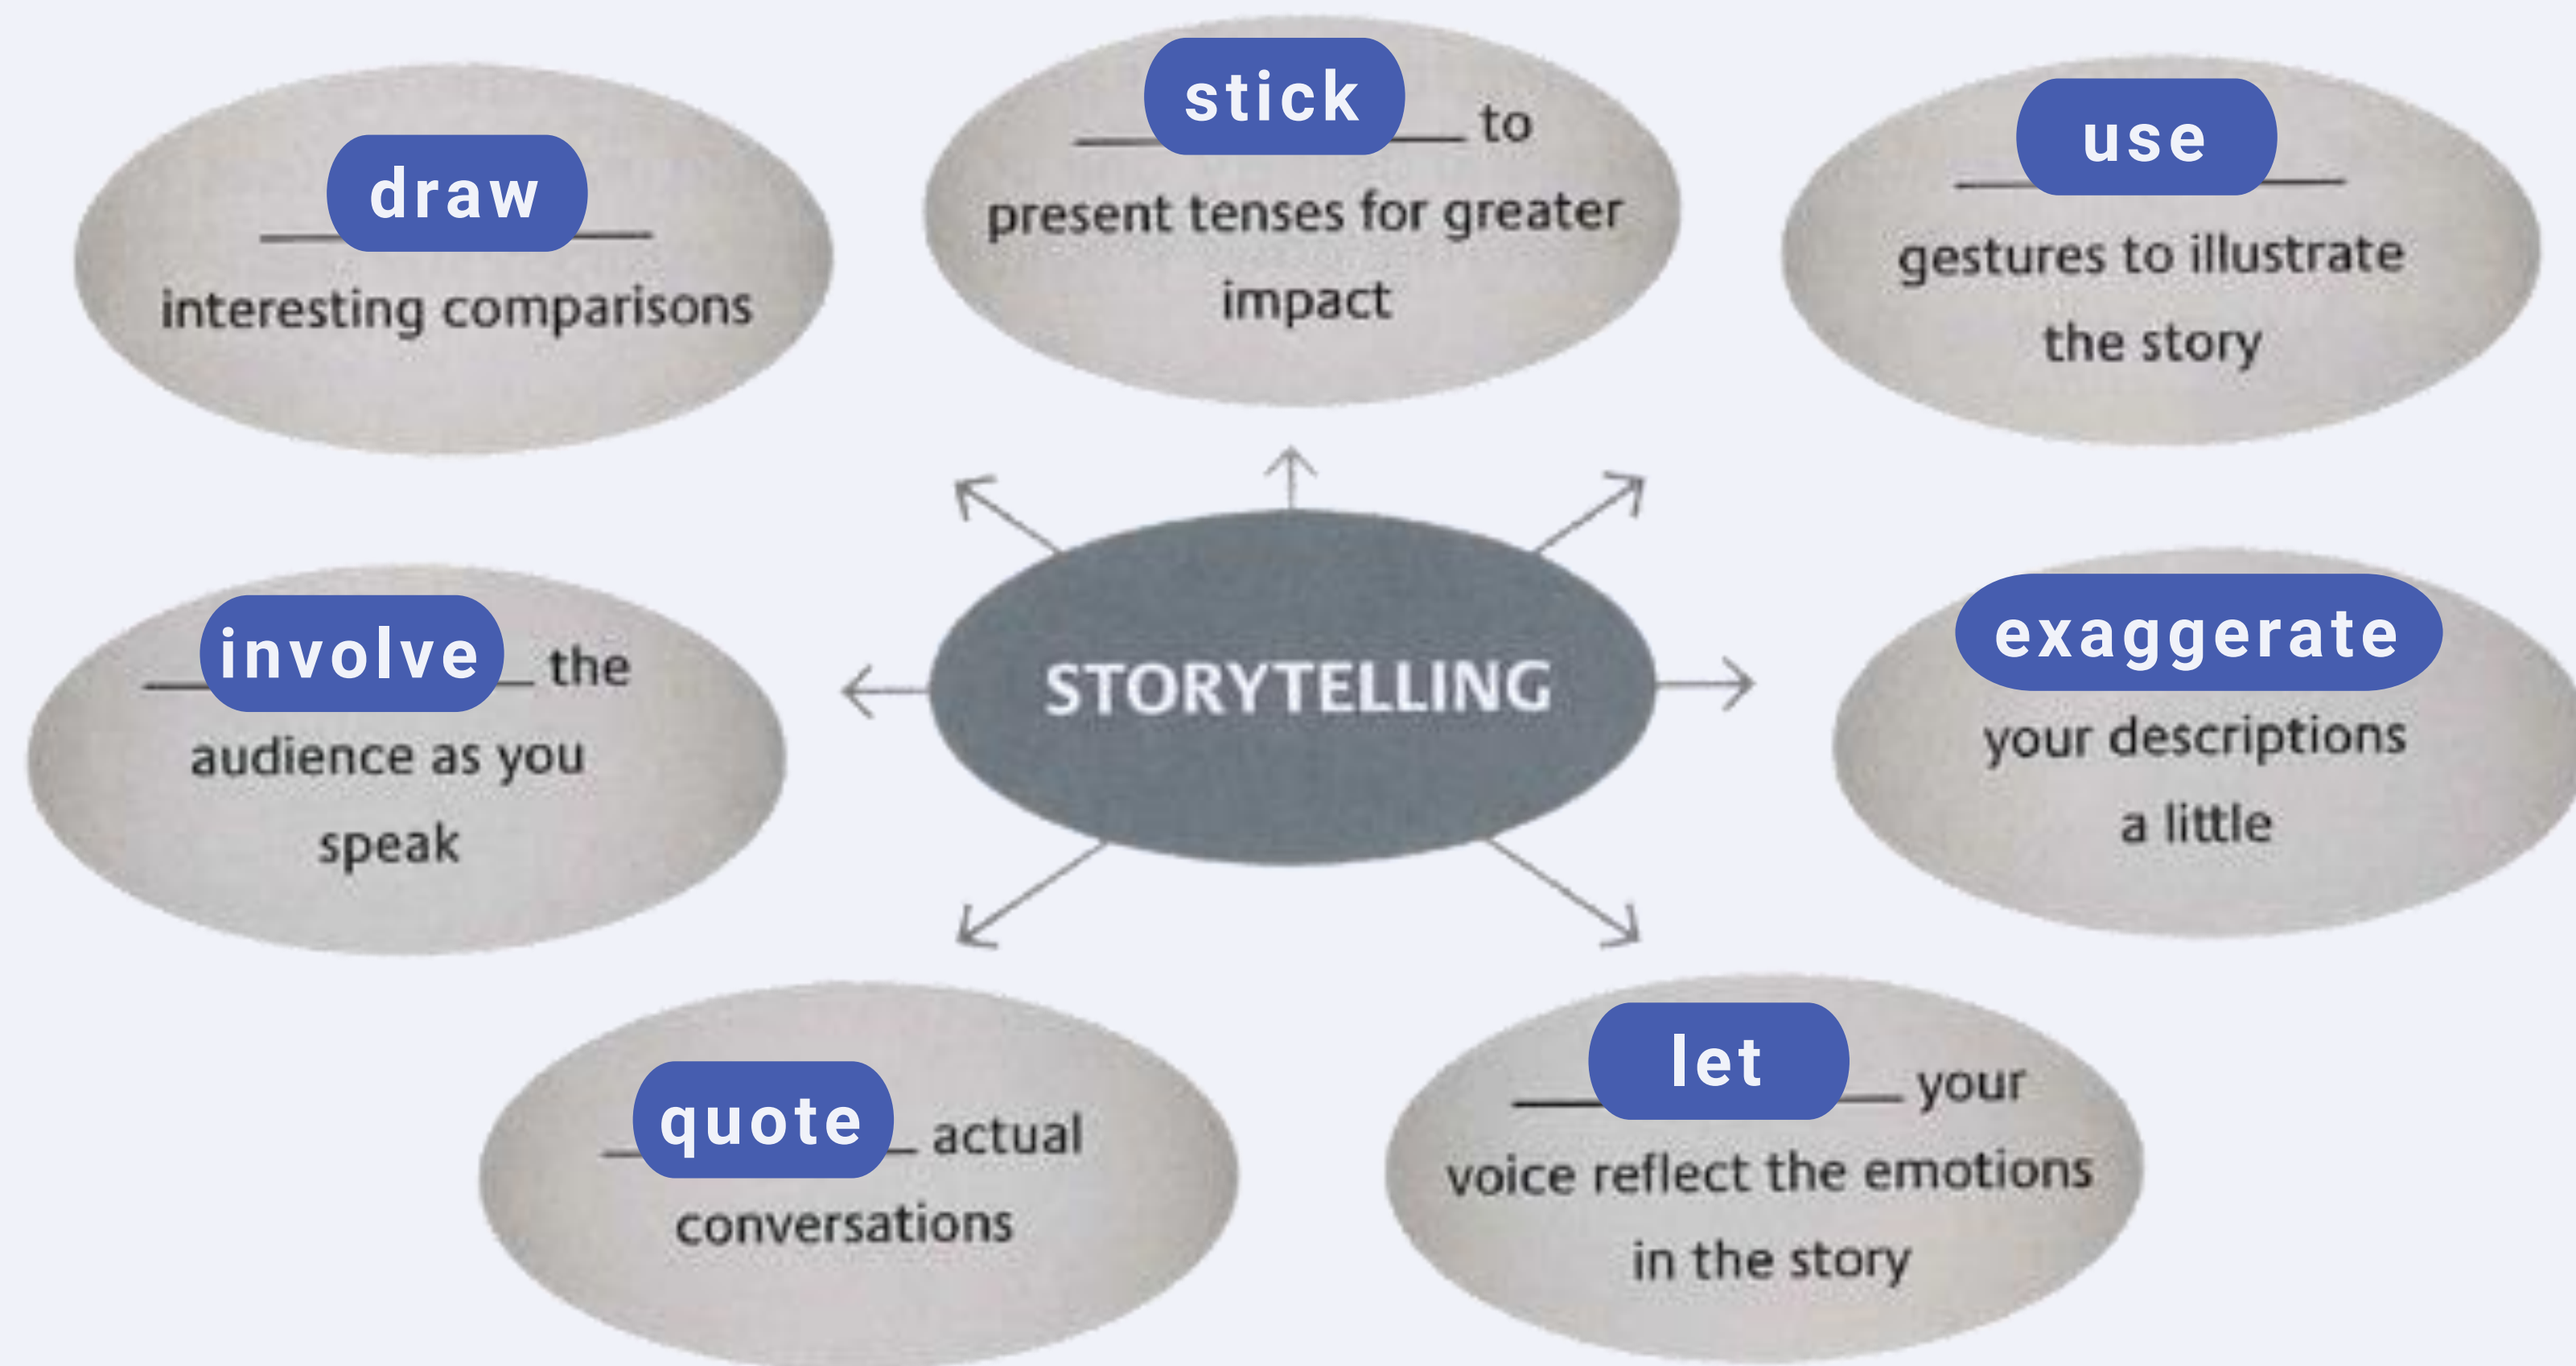 draw
interesting comparisons
stick to
present tenses for greater
impact
use
gestures to illustrate
the story
involve the
audience as you
speak
STORYTELLING
exaggerate
your descriptions
a little
quote actual
conversations
let your
voice reflect the emotions
in the story